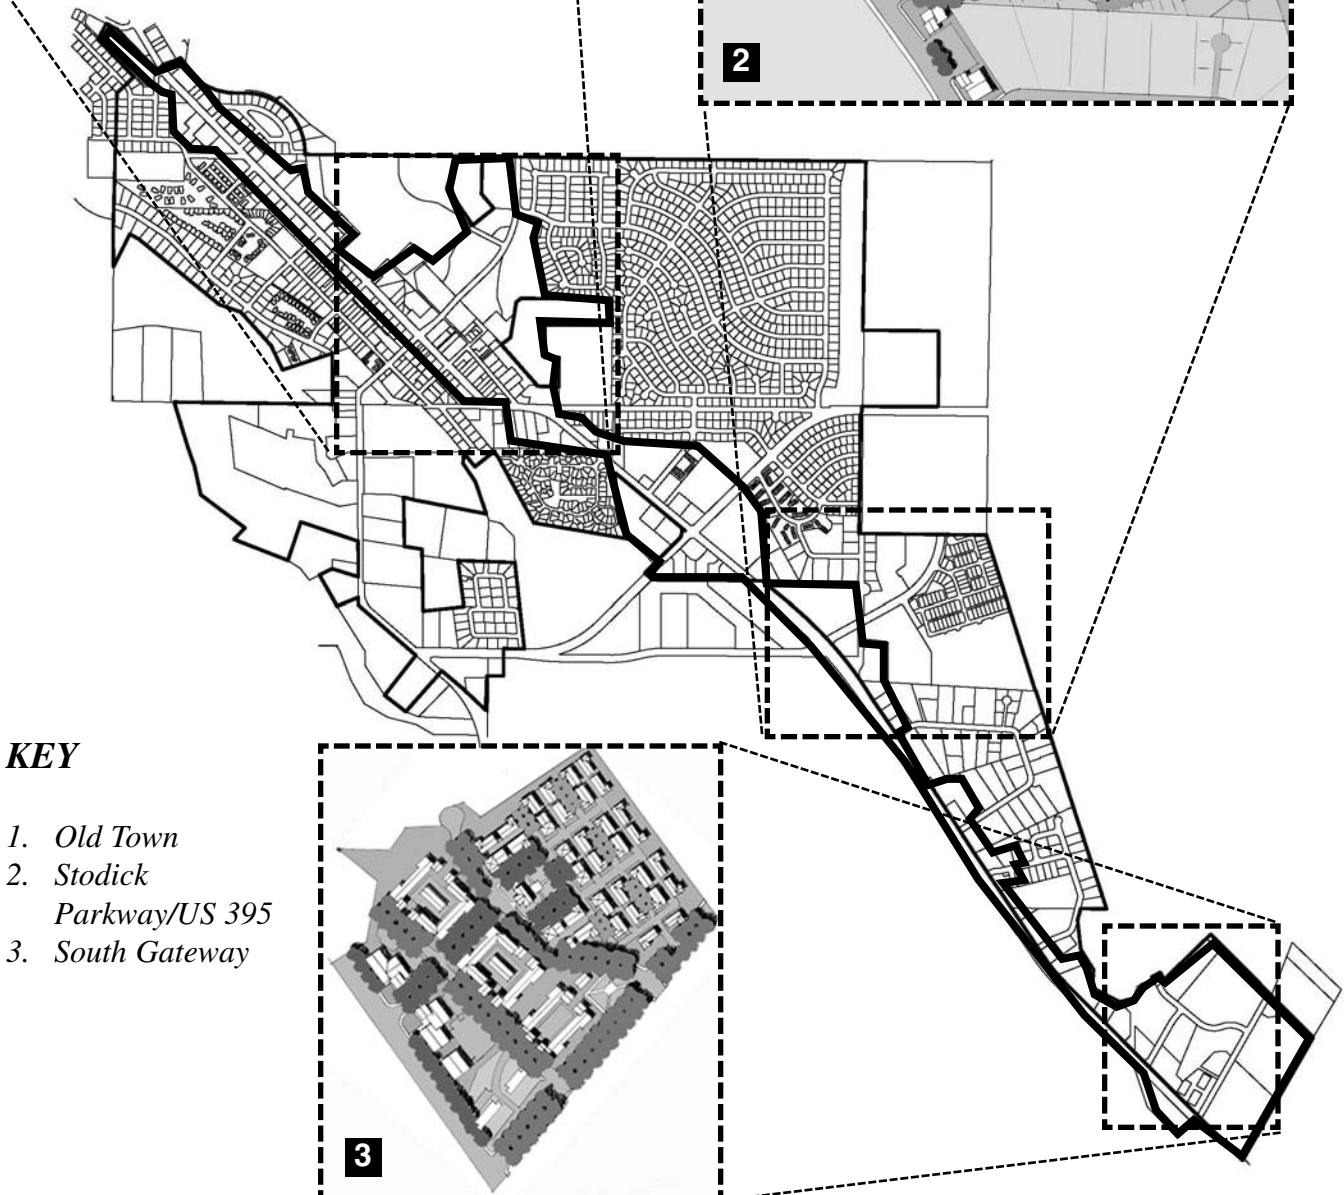 2
KEY
1. Old Town
2. Stodick
Parkway/US 395
3. South Gateway
3